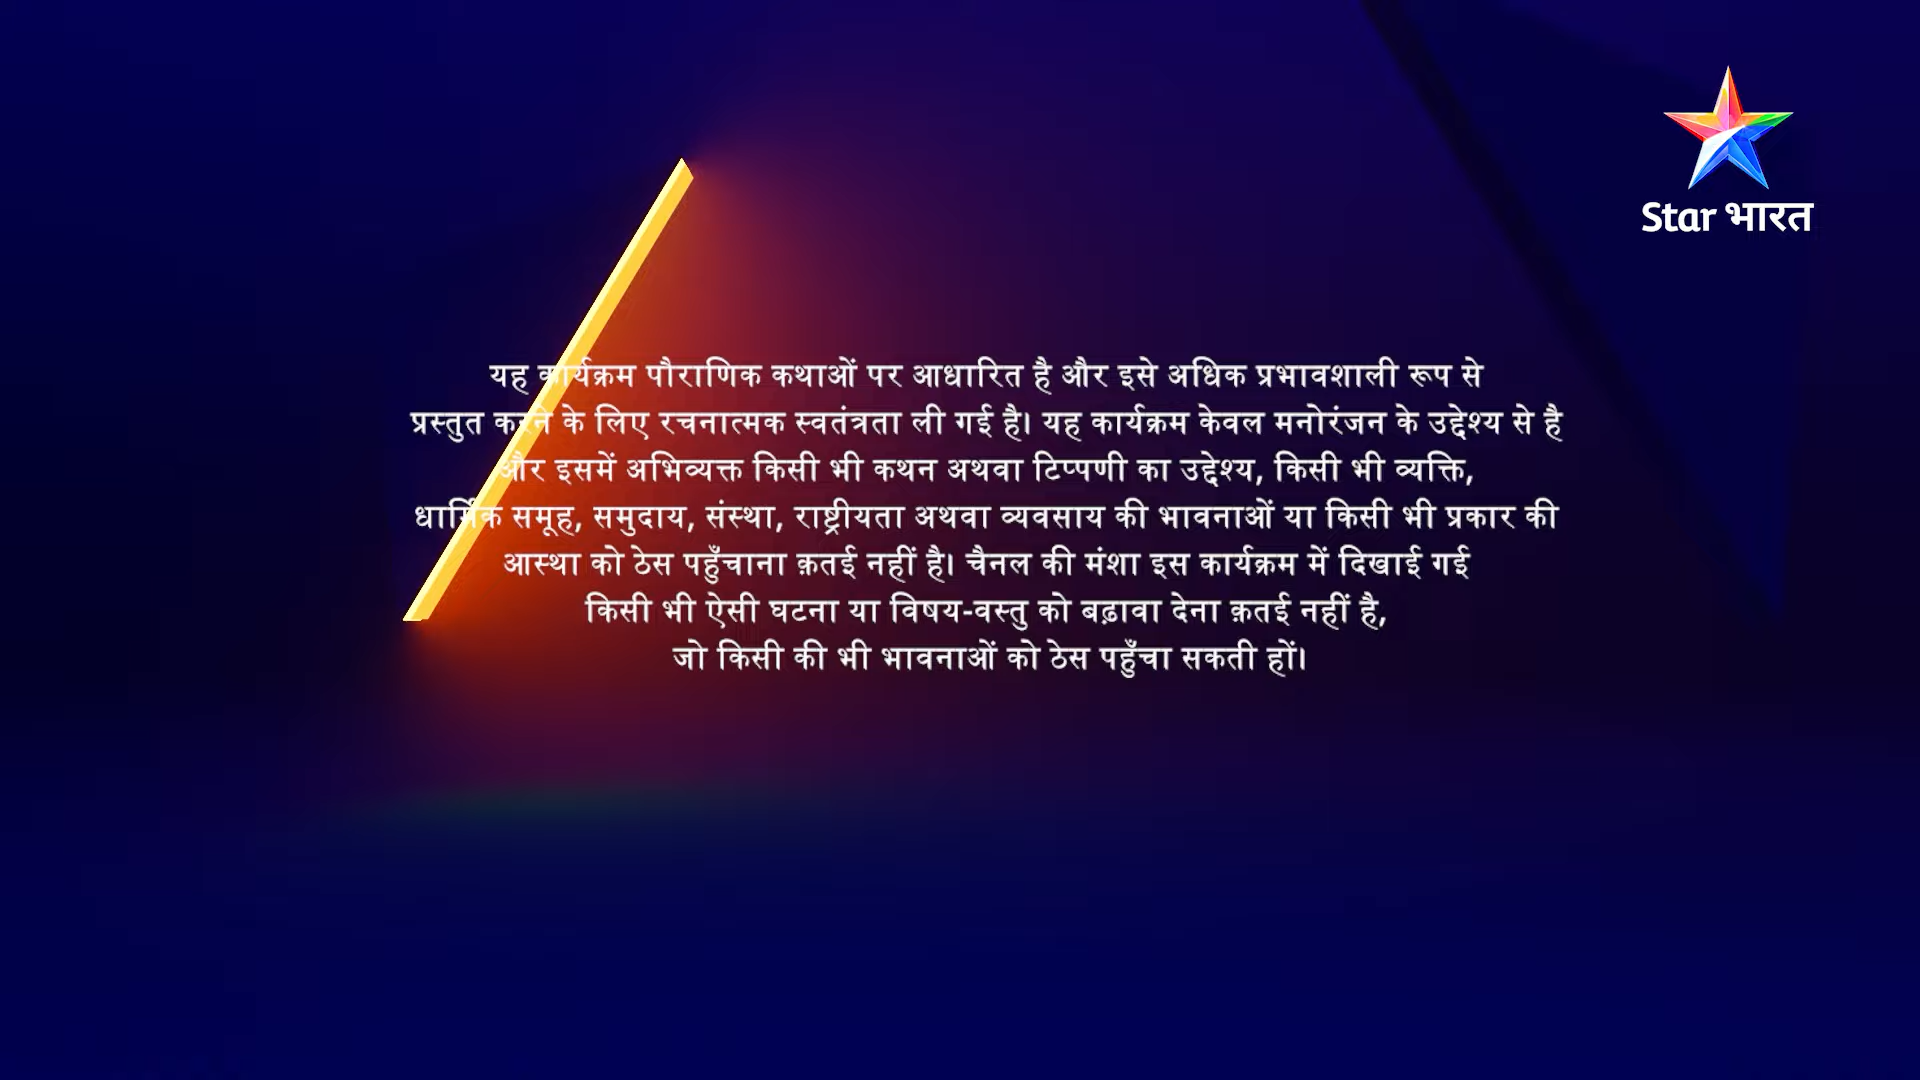 Star भारत
यह कार्यक्रम पौराणिक कथाओं पर आधारित है और इसे अधिक प्रभावशाली रूप से
प्रस्तुत करने के लिए रचनात्मक स्वतंत्रता ली गई है। यह कार्यक्रम केवल मनोरंजन के उद्देश्य से है
और इसमें अभिव्यक्त किसी भी कथन अथवा टिप्पणी का उद्देश्य, किसी भी व्यक्ति,
धार्मिक समूह, समुदाय, संस्था, राष्ट्रीयता अथवा व्यवसाय की भावनाओं या किसी भी प्रकार की
आस्था को ठेस पहुँचाना क़तई नहीं है। चैनल की मंशा इस कार्यक्रम में दिखाई गई
किसी भी ऐसी घटना या विषय-वस्तु को बढ़ावा देना क़तई नहीं है,
जो किसी की भी भावनाओं को ठेस पहुँचा सकती हों।